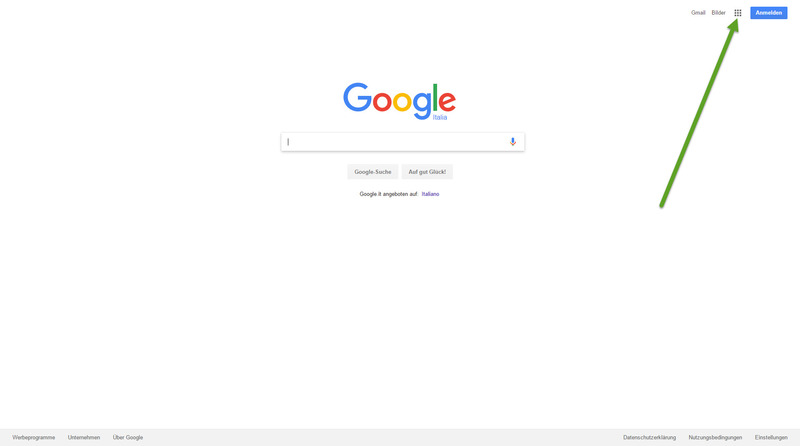 Gmail Bilder Anmelden
Google
Italia
Google-Suche Auf gut Glück!
Google.it angeboten auf: Italiano
Werbeprogramme Unternehmen Über Google Datenschutzerklärung Nutzungsbedingungen Einstellungen